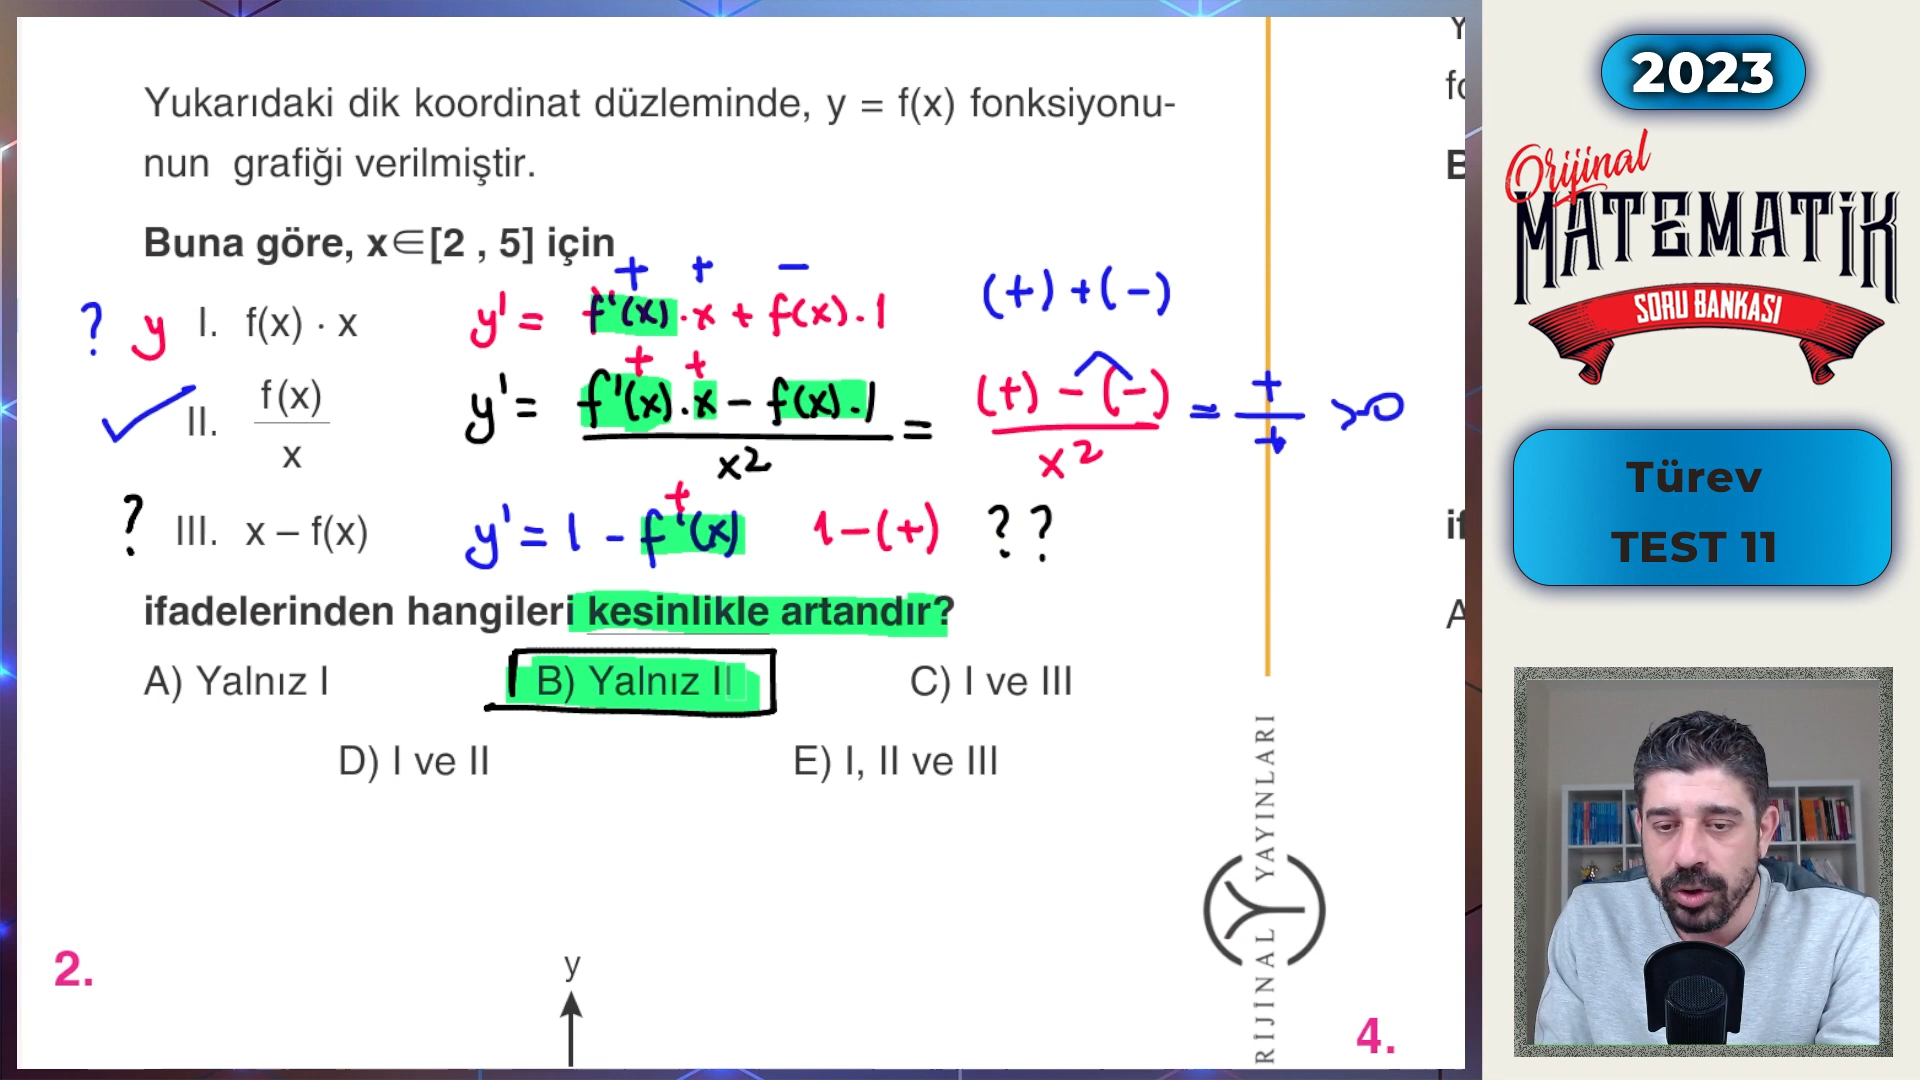 Yukarıdaki dik koordinat düzleminde, y = f(x) fonksiyonu-
nun grafiği verilmiştir.
Buna göre, x∈[2 , 5] için
+ + −
? y I. f(x) · x y' = f'(x).x + f(x).1 (+)+(-)
+ +
✓ II. f(x)/x y' = f'(x).x - f(x).1 / x2 = (+) - (-) / x2 = + / + >0
+
? III. x – f(x) y' = 1 - f'(x) 1-(+) ??
ifadelerinden hangileri kesinlikle artandır?
A) Yalnız I B) Yalnız II C) I ve III
D) I ve II E) I, II ve III
2.
y
RİJİNAL YAYINLARI
B
A
4.
2023
Orijinal
MATEMATİK
SORU BANKASI
Türev
TEST 11